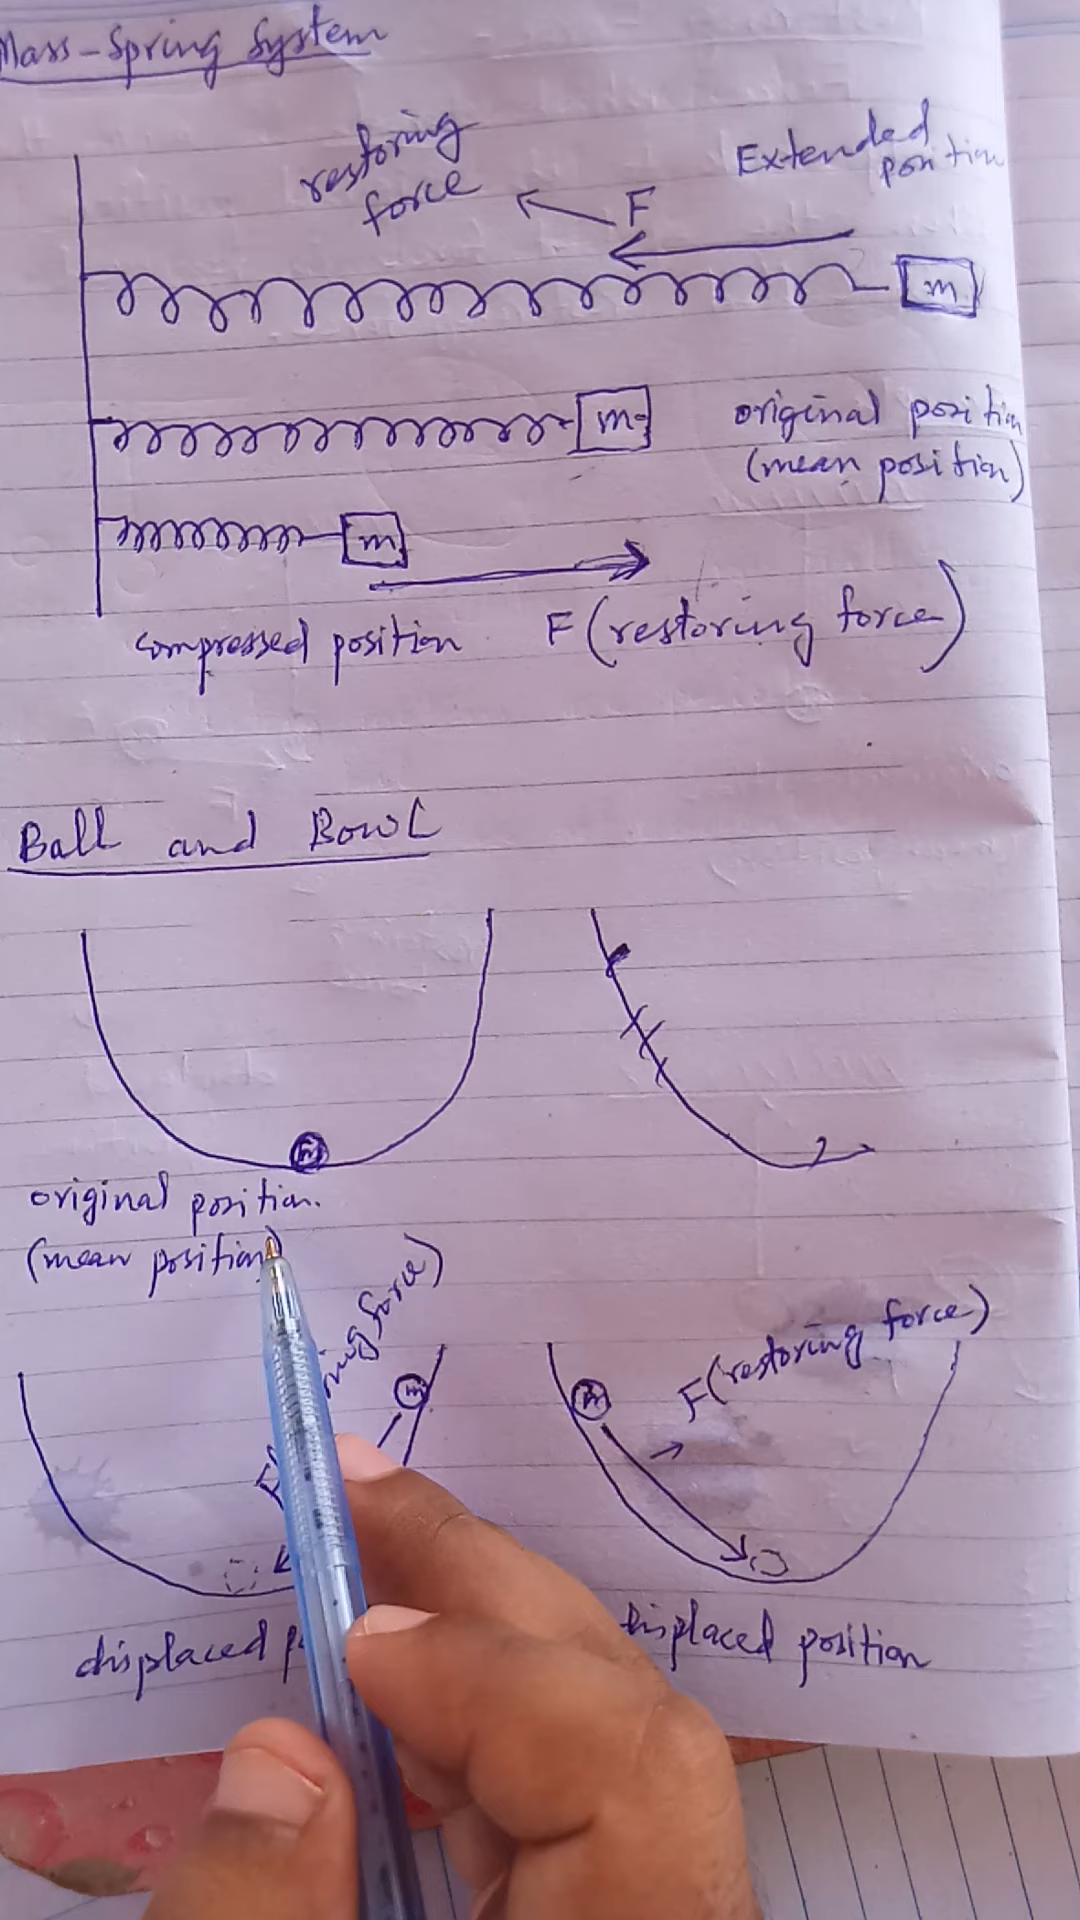 Mass-Spring System
restoring
force
Extended
position
F
m
m
original position
(mean position)
m
compressed position
F (restoring force)
Ball and Bowl
m
original position.
(mean position)
force)
m
F
F (restoring force)
m
displaced
displaced position